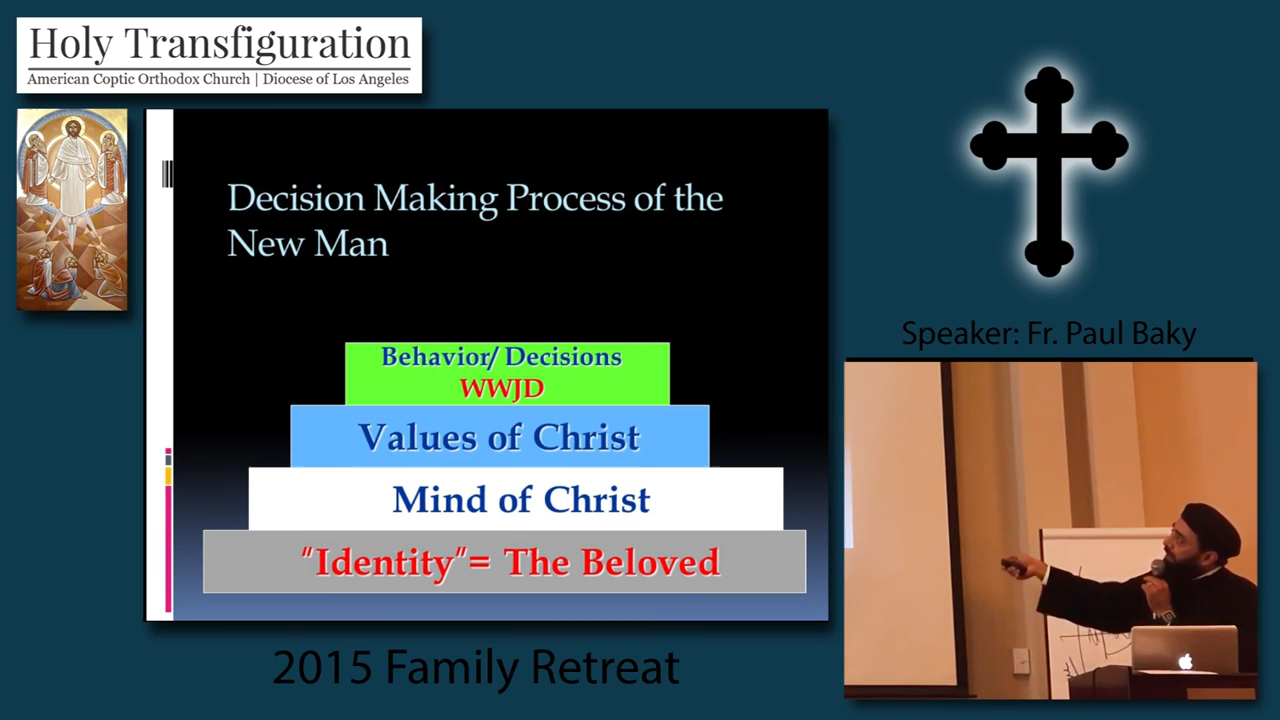 Holy Transfiguration
American Coptic Orthodox Church | Diocese of Los Angeles
Decision Making Process of the
New Man
Behavior/ Decisions
WWJD
Values of Christ
Mind of Christ
"Identity"= The Beloved
Speaker: Fr. Paul Baky
2015 Family Retreat